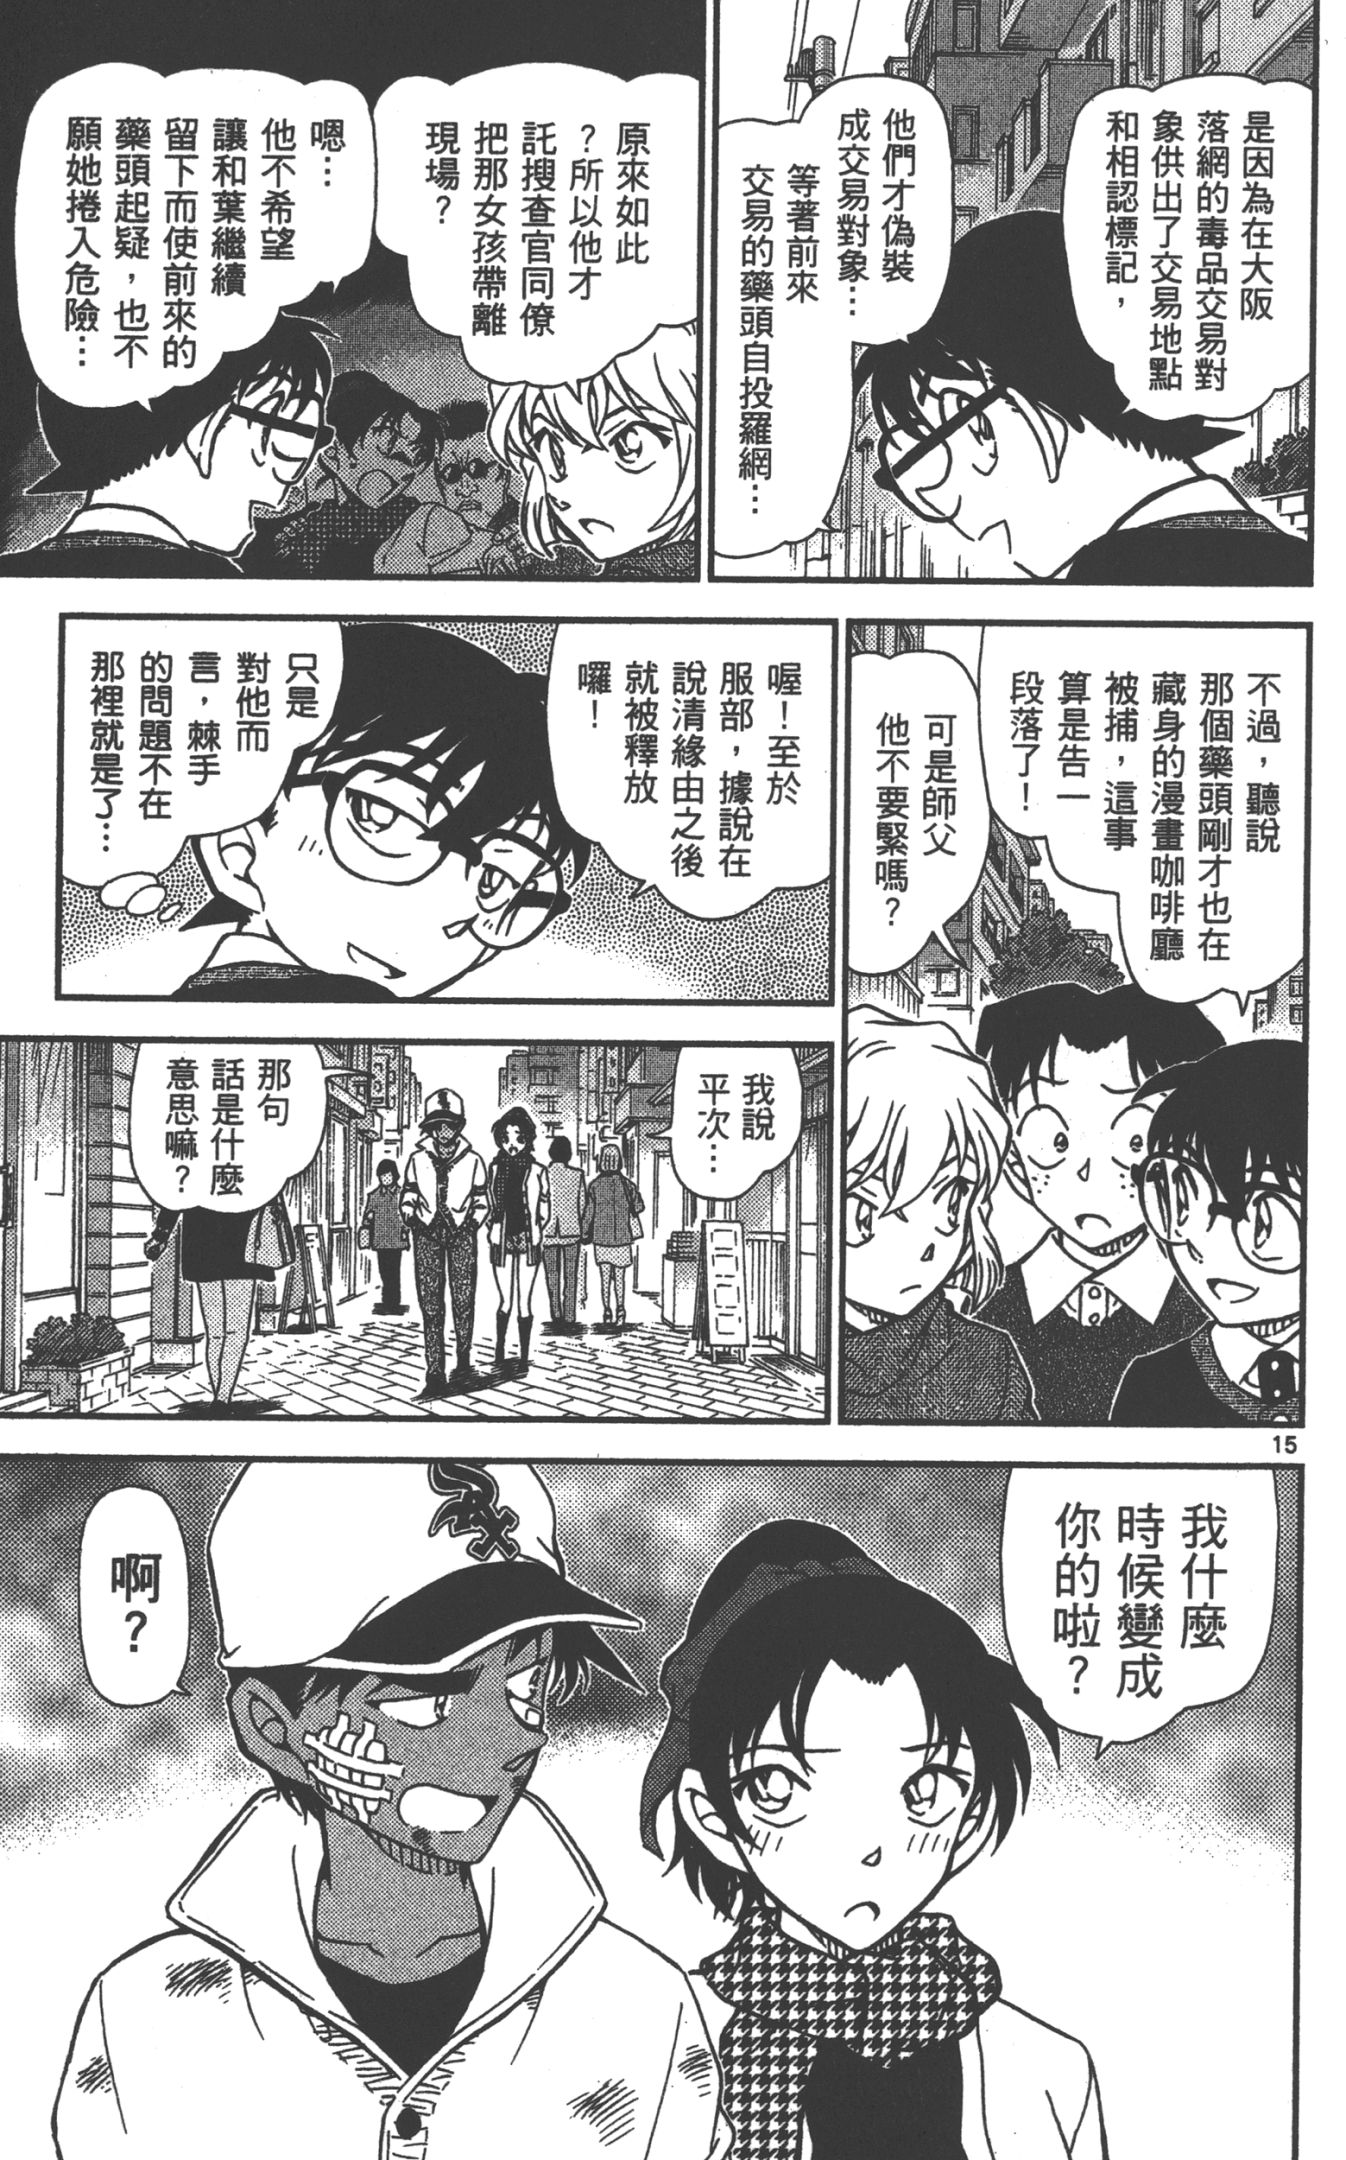 是因為在大阪
落網的毒品交易對
象供出了交易地點
和相認標記，
他們才偽裝
成交易對象…
等著前來
交易的藥頭自投羅網…
原來如此
？所以他才
託搜查官同僚
把那女孩帶離
現場？
嗯…
他不希望
讓和葉繼續
留下而使前來的
藥頭起疑，也不
願她捲入危險…
不過，聽說
那個藥頭剛才也在
藏身的漫畫咖啡廳
被捕，這事
算是告一
段落了！
可是師父
他不要緊嗎？
喔！至於
服部，據說在
說清緣由之後
就被釋放
囉！
只是
對他而
言，棘手
的問題不在
那裡就是了…
我說
平次…
那句
話是什麼
意思嘛？
15
我什麼
時候變成
你的啦？
啊？